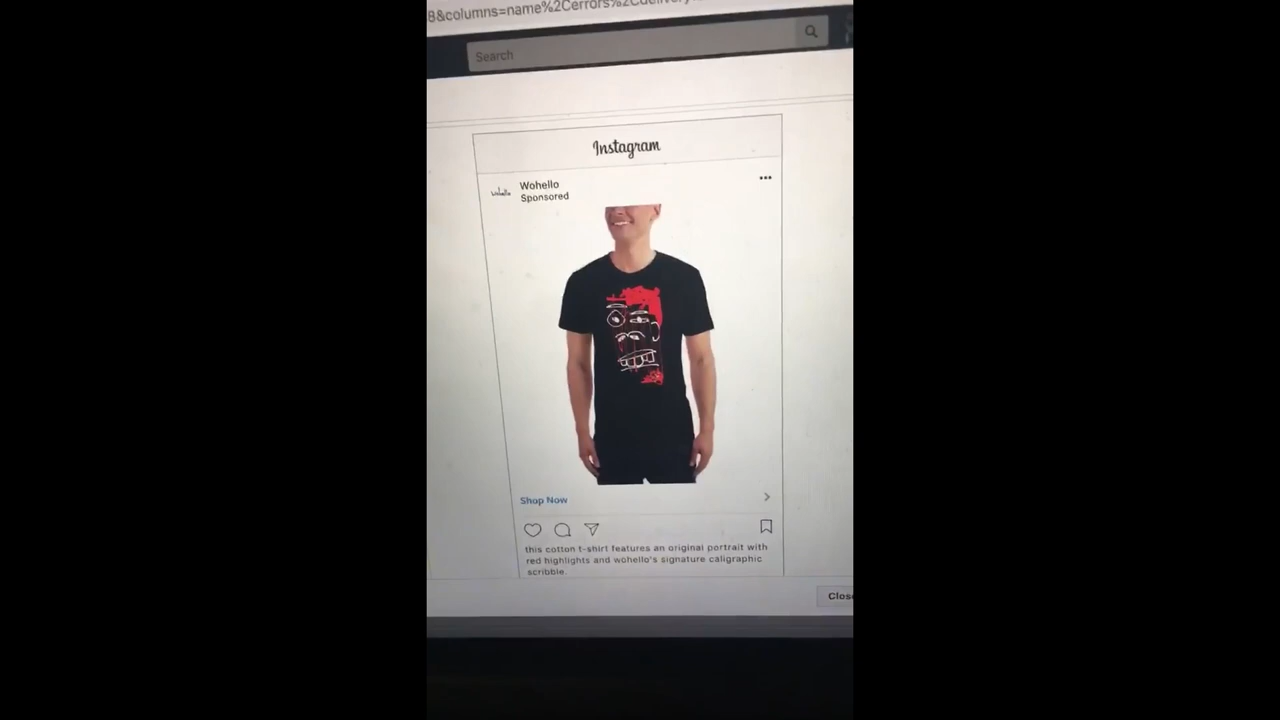 8&columns=name%2Cerrors%2Cdelivery
Search
Instagram
Wohello
Wohello
Sponsored
Shop Now
this cotton t-shirt features an original portrait with
red highlights and wohello's signature caligraphic
scribble.
Close